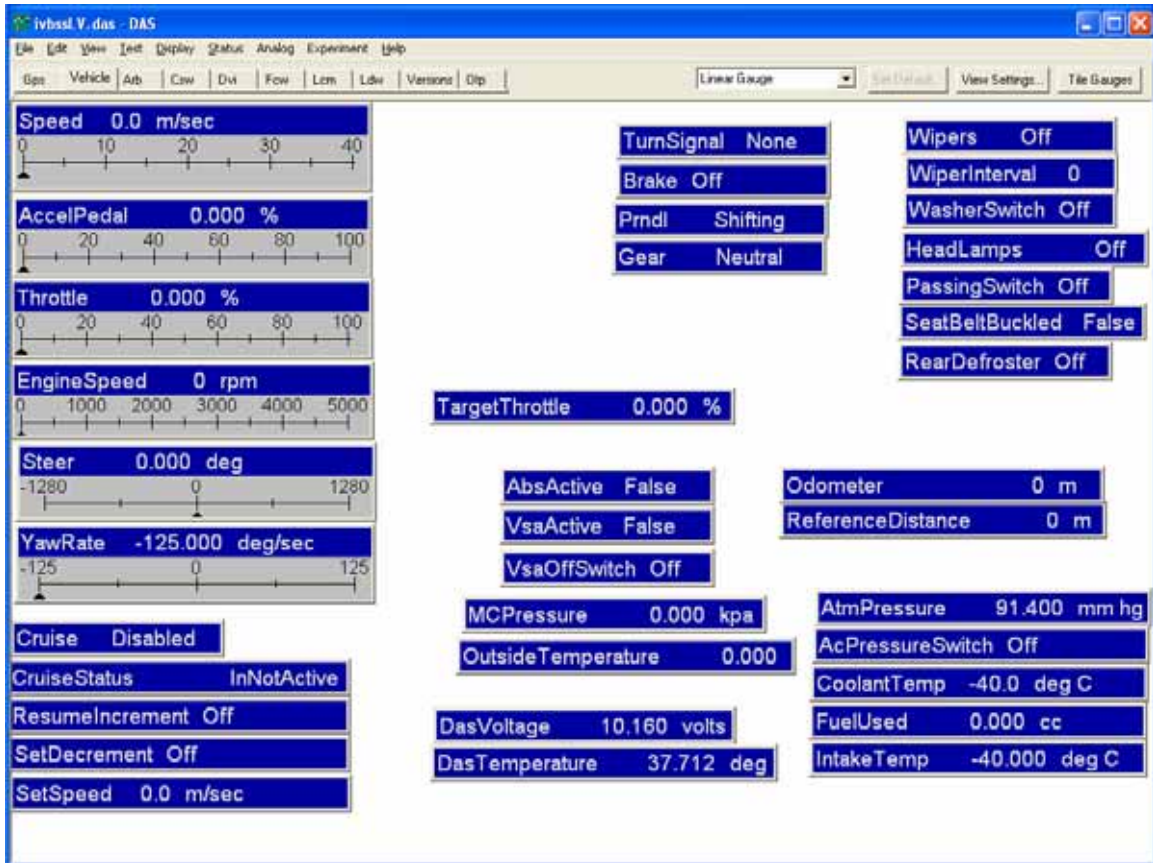 ivbssl.V.das - DAS
File Edit View Test Display Status Analog Experiment Help
Gps Vehicle Arb Csw Dvi Fcw Lcm Ldw Versions Dlp Linear Gauge Set Default View Settings... Tile Gauges
Speed 0.0 m/sec
0 10 20 30 40
AccelPedal 0.000 %
0 20 40 60 80 100
Throttle 0.000 %
0 20 40 60 80 100
EngineSpeed 0 rpm
0 1000 2000 3000 4000 5000
Steer 0.000 deg
-1280 0 1280
YawRate -125.000 deg/sec
-125 0 125
Cruise Disabled
CruiseStatus InNotActive
ResumeIncrement Off
SetDecrement Off
SetSpeed 0.0 m/sec
TurnSignal None
Brake Off
Prndl Shifting
Gear Neutral
TargetThrottle 0.000 %
AbsActive False
VsaActive False
VsaOffSwitch Off
MCPressure 0.000 kpa
OutsideTemperature 0.000
DasVoltage 10.160 volts
DasTemperature 37.712 deg
Wipers Off
WiperInterval 0
WasherSwitch Off
HeadLamps Off
PassingSwitch Off
SeatBeltBuckled False
RearDefroster Off
Odometer 0 m
ReferenceDistance 0 m
AtmPressure 91.400 mm hg
AcPressureSwitch Off
CoolantTemp -40.0 deg C
FuelUsed 0.000 cc
IntakeTemp -40.000 deg C